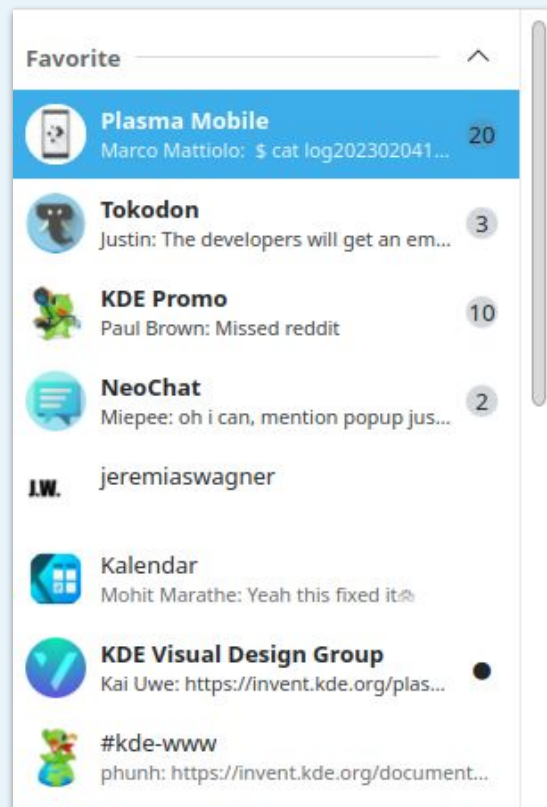 Favorite
Plasma Mobile
Marco Mattiolo:  $ cat log202302041...
20
Tokodon
Justin: The developers will get an em...
3
KDE Promo
Paul Brown: Missed reddit
10
NeoChat
Miepee: oh i can, mention popup jus...
2
J.W.
jeremiaswagner
Kalendar
Mohit Marathe: Yeah this fixed it
KDE Visual Design Group
Kai Uwe: https://invent.kde.org/plas...
#kde-www
phunh: https://invent.kde.org/document...